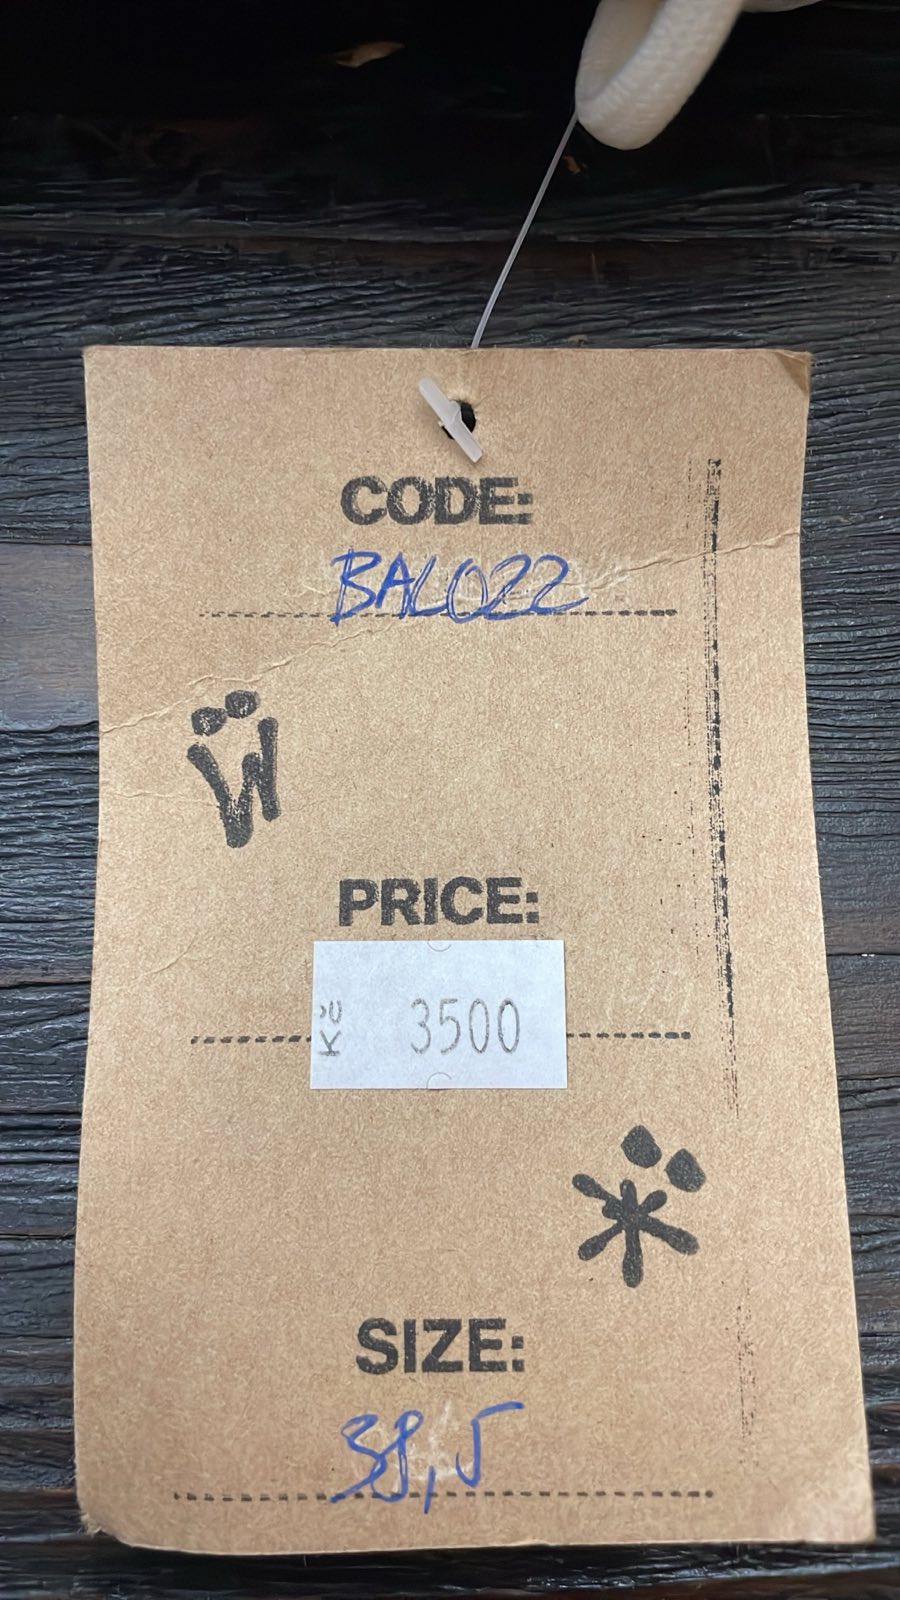 CODE:
BAL022
Ẅ
PRICE:
Kč 3500
SIZE:
38,5